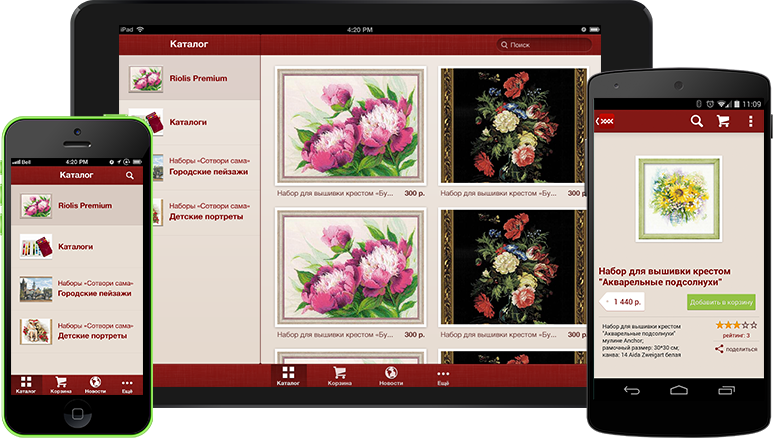 iPad
4:20 PM
Каталог
Поиск
Riolis Premium
Каталоги
Наборы «Сотвори сама»
Городские пейзажи
Наборы «Сотвори сама»
Детские портреты
Набор для вышивки крестом «Бу...
300 р.
Набор для вышивки крестом «Бу...
300 р.
Набор для вышивки крестом «Бу...
300 р.
Набор для вышивки крестом «Бу...
300 р.
Каталог
Корзина
Новости
Ещё
Bell
4:20 PM
Каталог
Riolis Premium
Каталоги
Наборы «Сотвори сама»
Городские пейзажи
Наборы «Сотвори сама»
Детские портреты
Каталог
Корзина
Новости
Ещё
11:09
Набор для вышивки крестом
"Акварельные подсолнухи"
1 440 р.
Добавить в корзину
Набор для вышивки крестом
"Акварельные подсолнухи"
мулине Anchor;
рамочный размер: 30*30 см,
канва: 14 Aida Zweigart белая
рейтинг: 3
поделиться